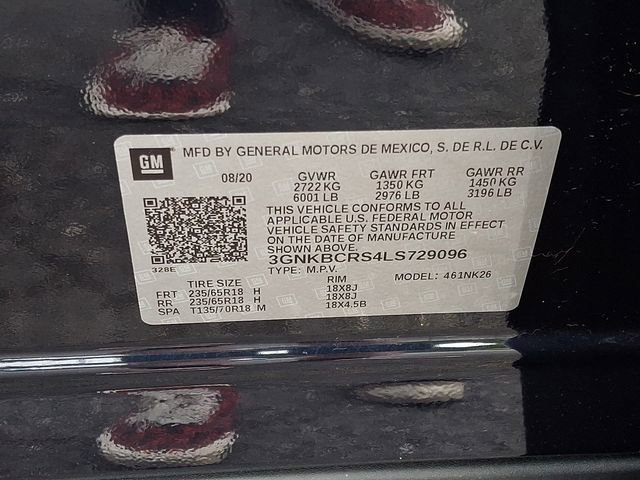 GM MFD BY GENERAL MOTORS DE MEXICO, S. DE R.L. DE C.V.
08/20 GVWR GAWR FRT GAWR RR
2722 KG 1350 KG 1450 KG
6001 LB 2976 LB 3196 LB
THIS VEHICLE CONFORMS TO ALL
APPLICABLE U.S. FEDERAL MOTOR
VEHICLE SAFETY STANDARDS IN EFFECT
ON THE DATE OF MANUFACTURE
SHOWN ABOVE.
3GNKBCRS4LS729096
328E TYPE: M.P.V. MODEL: 461NK26
TIRE SIZE RIM
FRT 235/65R18 H 18X8J
RR 235/65R18 H 18X8J
SPA T135/70R18 M 18X4.5B